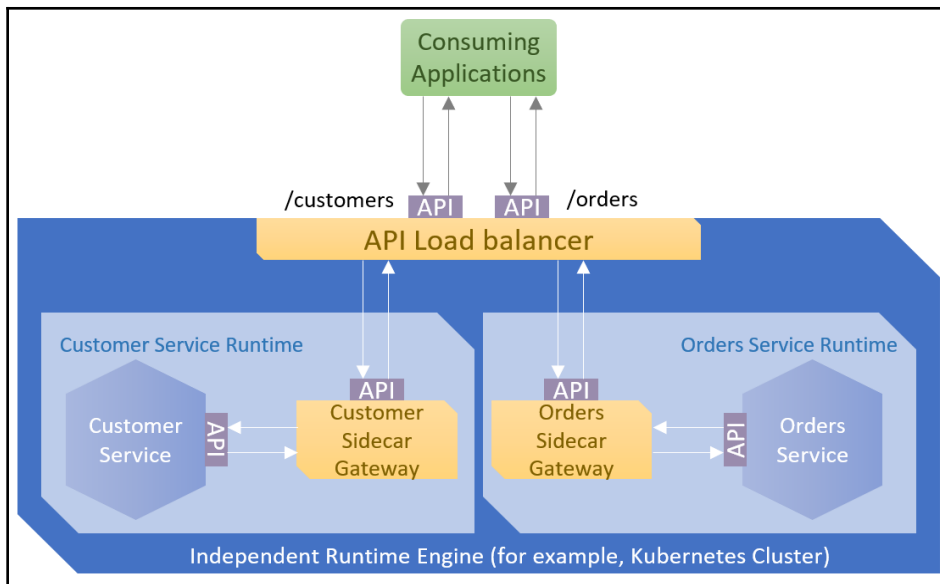 Consuming
Applications
/customers
API
API
/orders
API Load balancer
Customer Service Runtime
Orders Service Runtime
API
API
Customer
Service
API
Customer
Sidecar
Gateway
Orders
Sidecar
Gateway
API
Orders
Service
Independent Runtime Engine (for example, Kubernetes Cluster)